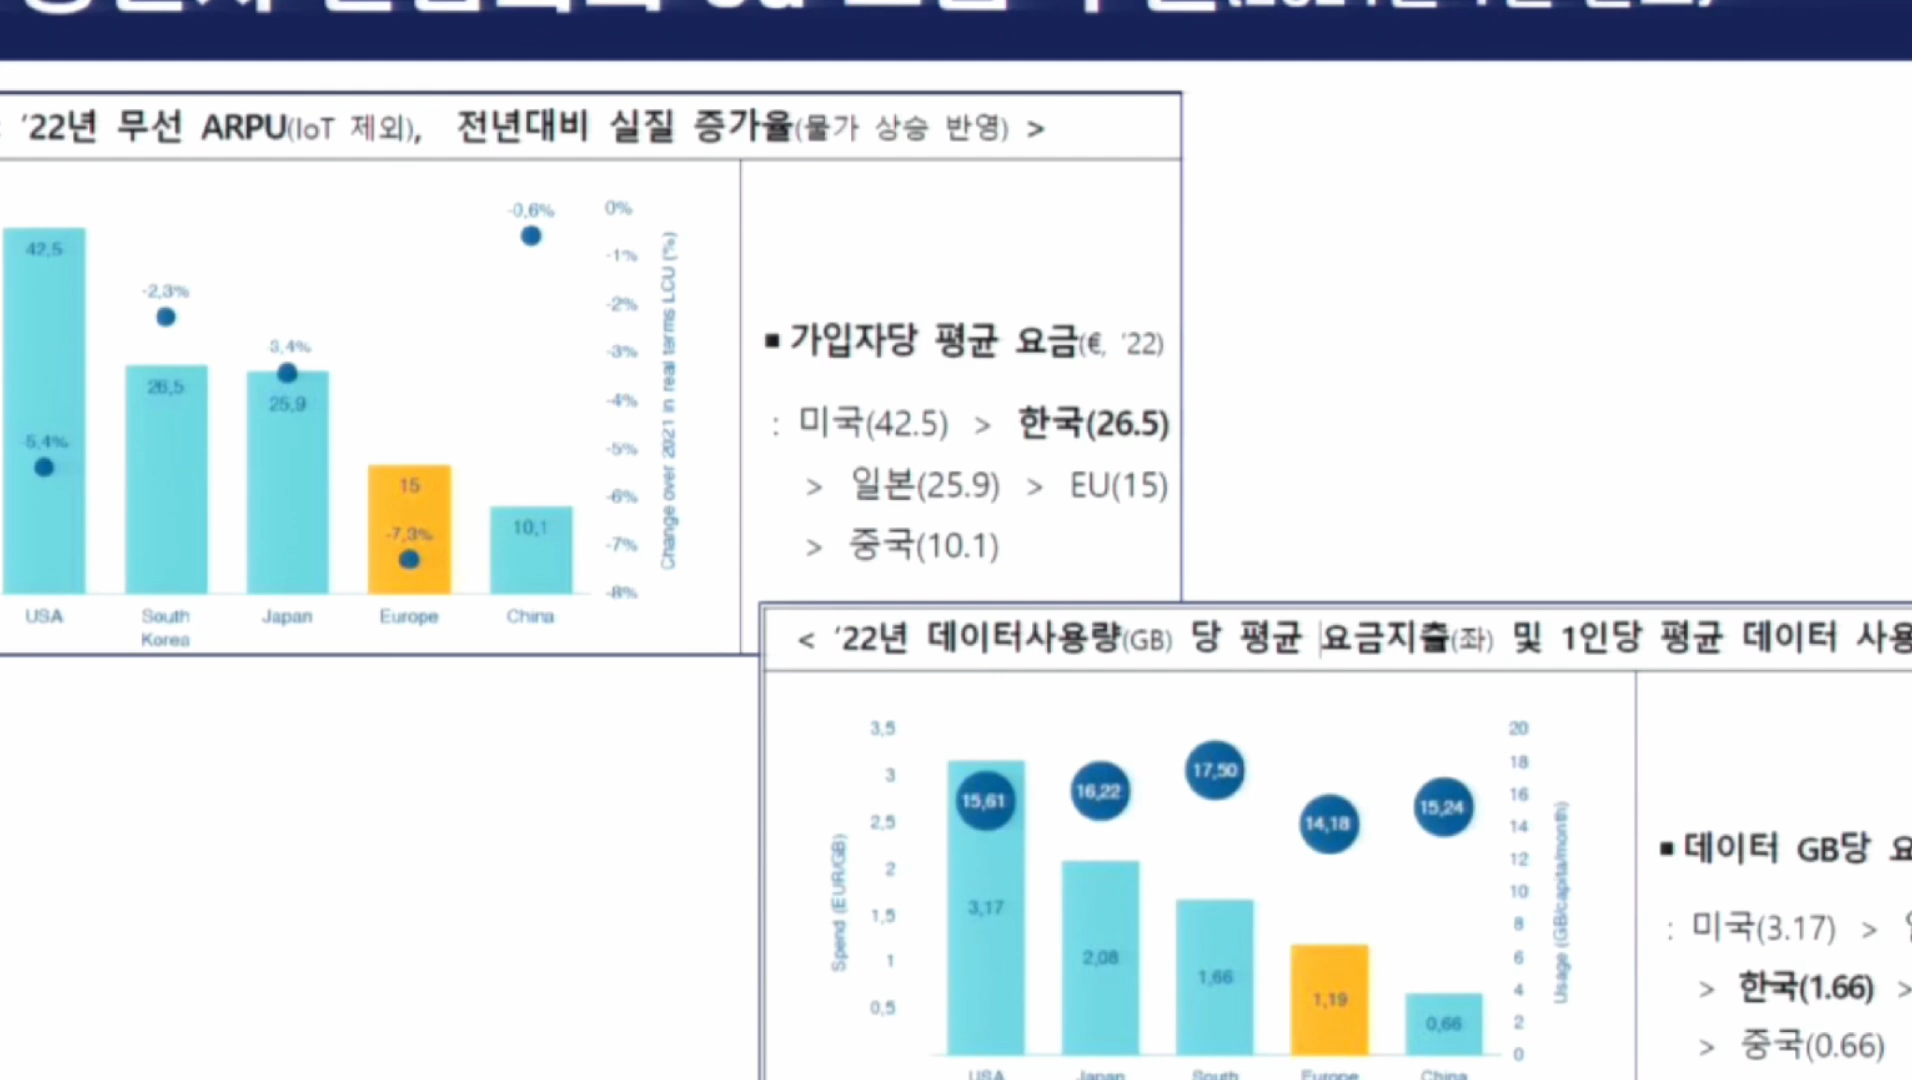 '22년 무선 ARPU(IoT 제외), 전년대비 실질 증가율(물가 상승 반영) >
42,5
-5,4%
-2,3%
26,5
3,4%
25,9
15
-7,3%
-0,6%
10,1
0%
-1%
-2%
-3%
-4%
-5%
-6%
-7%
-8%
Change over 2021 in real terms LCU (%)
USA
South
Korea
Japan
Europe
China
■ 가입자당 평균 요금(€, '22)
: 미국(42.5) > 한국(26.5)
> 일본(25.9) > EU(15)
> 중국(10.1)
< '22년 데이터사용량(GB) 당 평균 요금지출(좌) 및 1인당 평균 데이터
3,5
3
2,5
2
1,5
1
0,5
Spend (EUR/GB)
15,61
16,22
17,50
14,18
15,24
3,17
2,08
1,66
1,19
0,66
20
18
16
14
12
10
8
6
4
2
0
Usage (GB/capita/month)
USA
Japan
South
Europe
China
■ 데이터 GB당
: 미국(3.17) >
> 한국(1.66) >
> 중국(0.66)